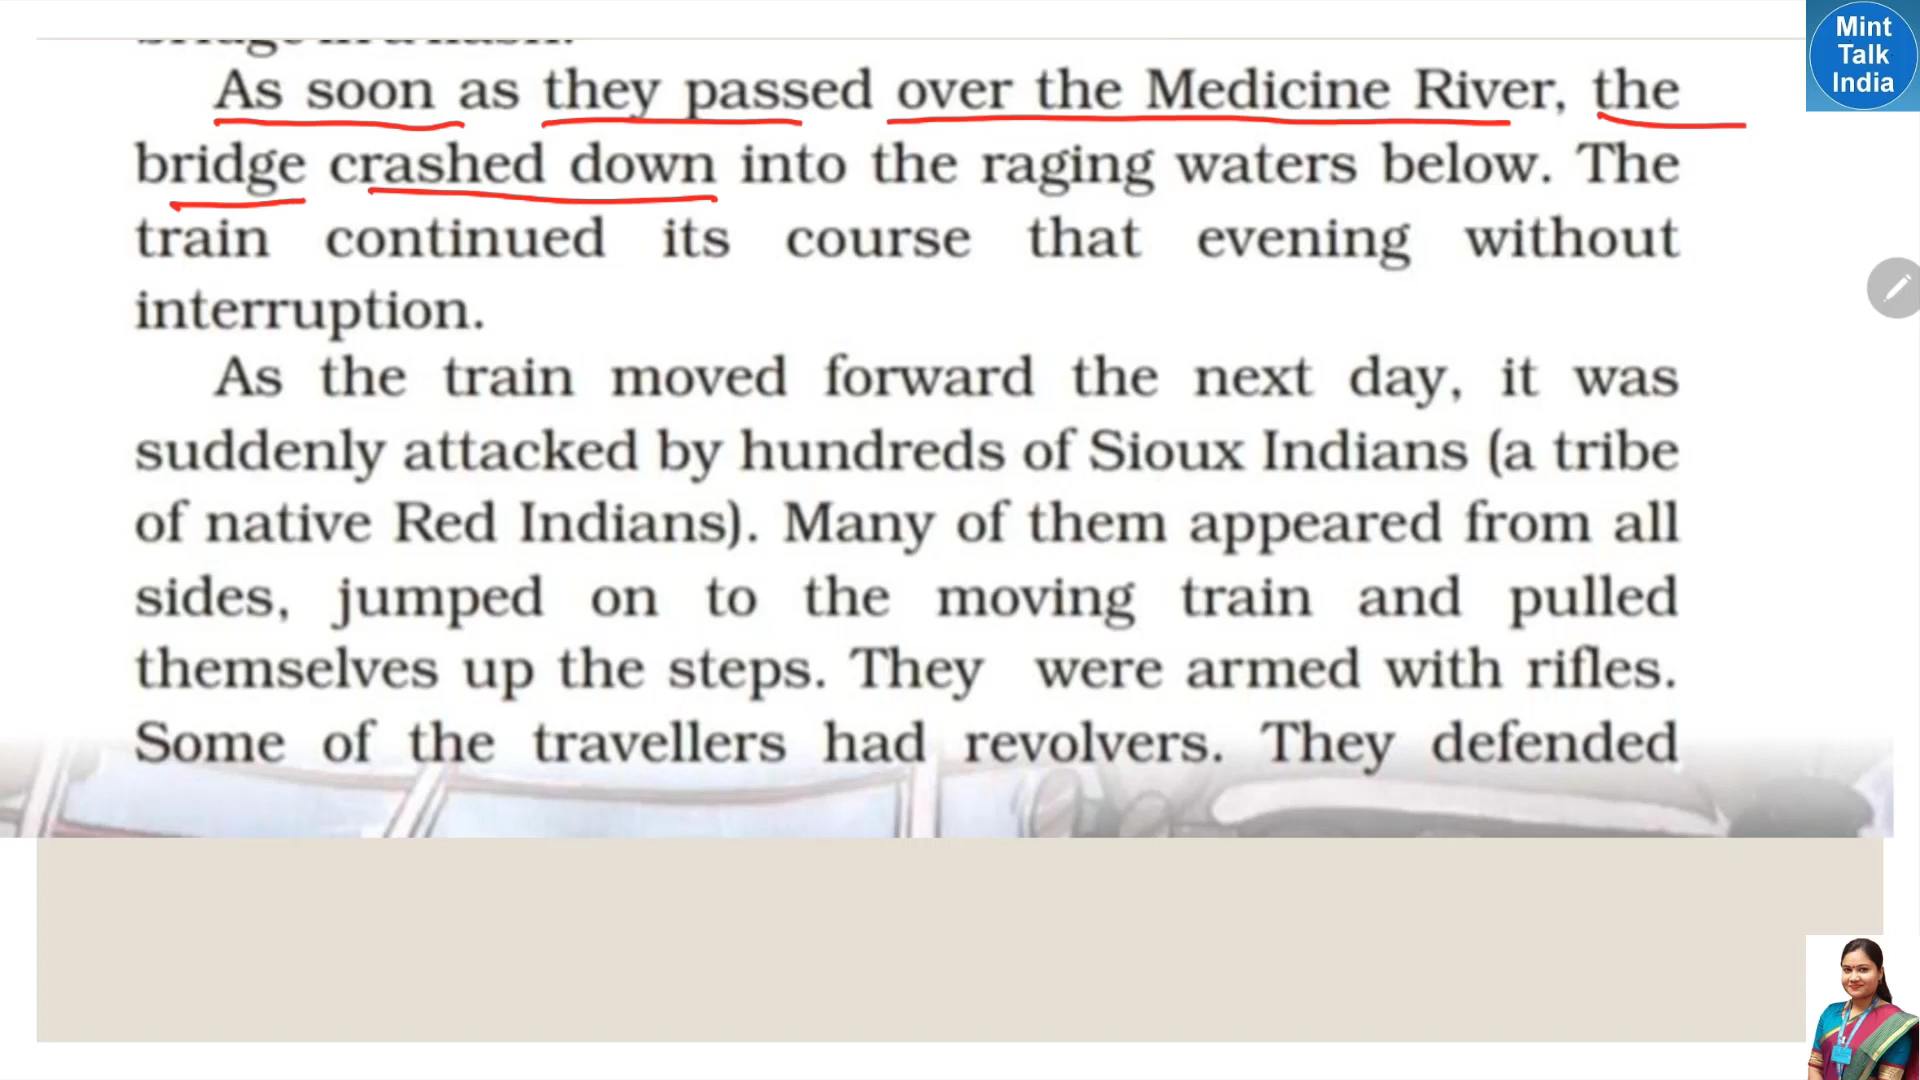 As soon as they passed over the Medicine River, the
bridge crashed down into the raging waters below. The
train continued its course that evening without
interruption.
As the train moved forward the next day, it was
suddenly attacked by hundreds of Sioux Indians (a tribe
of native Red Indians). Many of them appeared from all
sides, jumped on to the moving train and pulled
themselves up the steps. They were armed with rifles.
Some of the travellers had revolvers. They defended
Mint
Talk
India